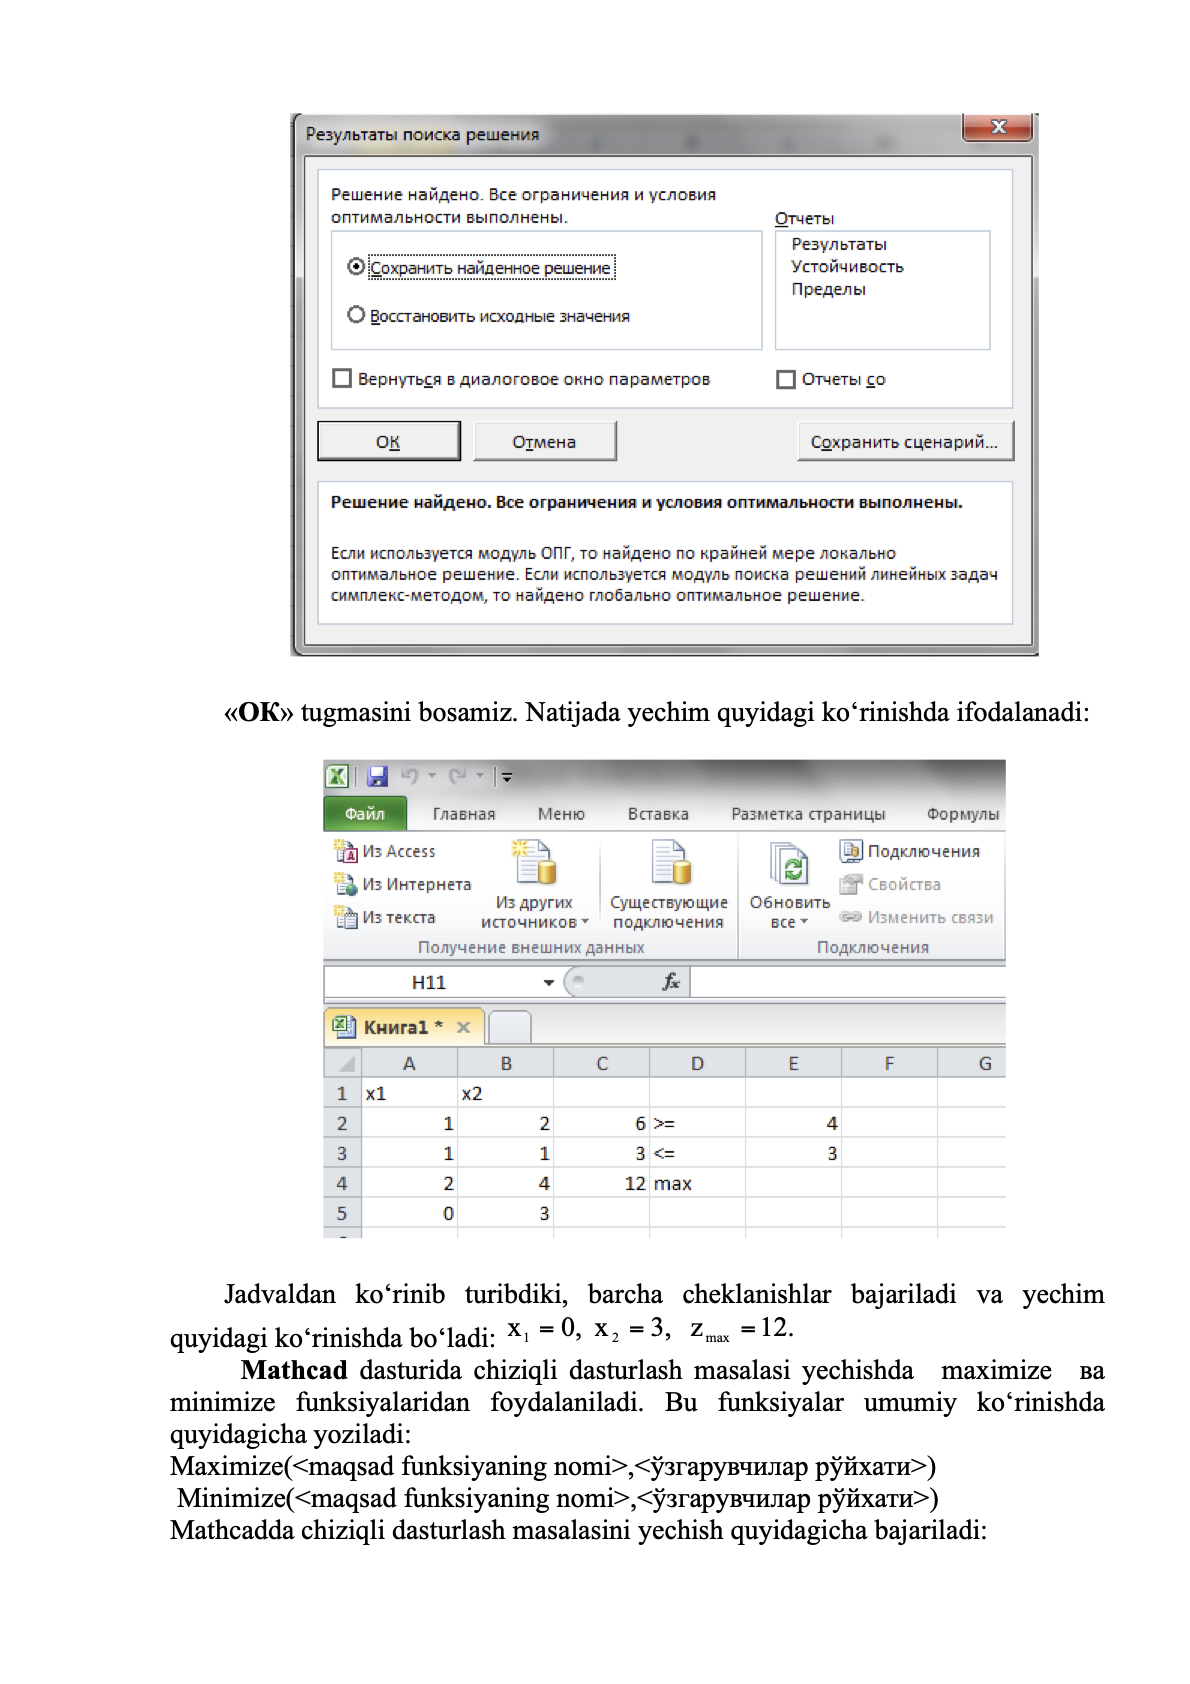 Результаты поиска решения
Решение найдено. Все ограничения и условия
оптимальности выполнены.
Отчеты
Результаты
Устойчивость
Пределы
Сохранить найденное решение
Восстановить исходные значения
Вернуться в диалоговое окно параметров
Отчеты со
ОК
Отмена
Сохранить сценарий...
Решение найдено. Все ограничения и условия оптимальности выполнены.
Если используется модуль ОПГ, то найдено по крайней мере локально
оптимальное решение. Если используется модуль поиска решений линейных задач
симплекс-методом, то найдено глобально оптимальное решение.
«OK» tugmasini bosamiz. Natijada yechim quyidagi ko‘rinishda ifodalanadi:
Файл Главная Меню Вставка Разметка страницы Формулы
Из Access
Из Интернета
Из текста
Из других
источников
Существующие
подключения
Получение внешних данных
Обновить
все
Подключения
Свойства
Изменить связи
Подключения
H11 fx
Книга1 *
A B C D E F G
1 x1 x2
2 1 2 6 >= 4
3 1 1 3 <= 3
4 2 4 12 max
5 0 3
Jadvaldan ko‘rinib turibdiki, barcha cheklanishlar bajariladi va yechim
quyidagi ko‘rinishda bo‘ladi: x₁ = 0, x₂ = 3, z max = 12.
Mathcad dasturida chiziqli dasturlash masalasi yechishda maximize ва
minimize funksiyalaridan foydalaniladi. Bu funksiyalar umumiy ko‘rinishda
quyidagicha yoziladi:
Maximize(<maqsad funksiyaning nomi>,<ўзгарувчилар рўйхати>)
Minimize(<maqsad funksiyaning nomi>,<ўзгарувчилар рўйхати>)
Mathcadda chiziqli dasturlash masalasini yechish quyidagicha bajariladi: